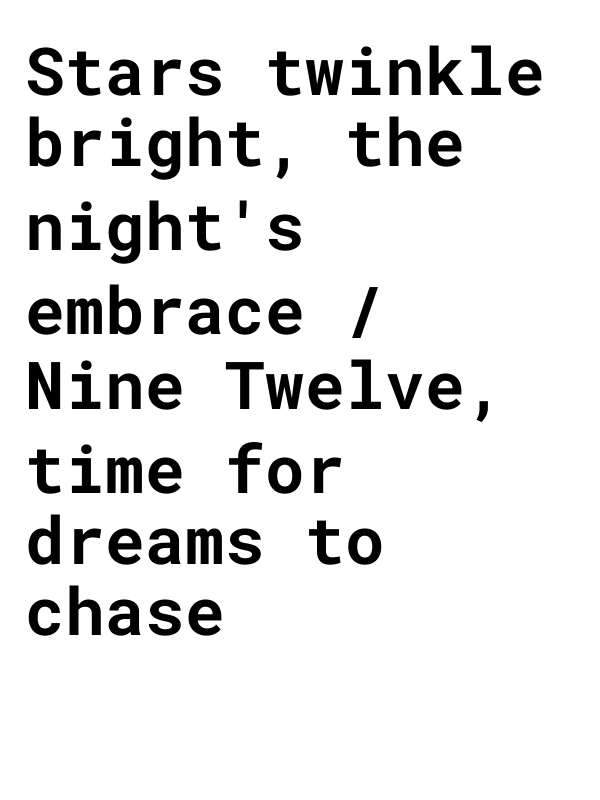 Stars twinkle
bright, the
night's
embrace /
Nine Twelve,
time for
dreams to
chase